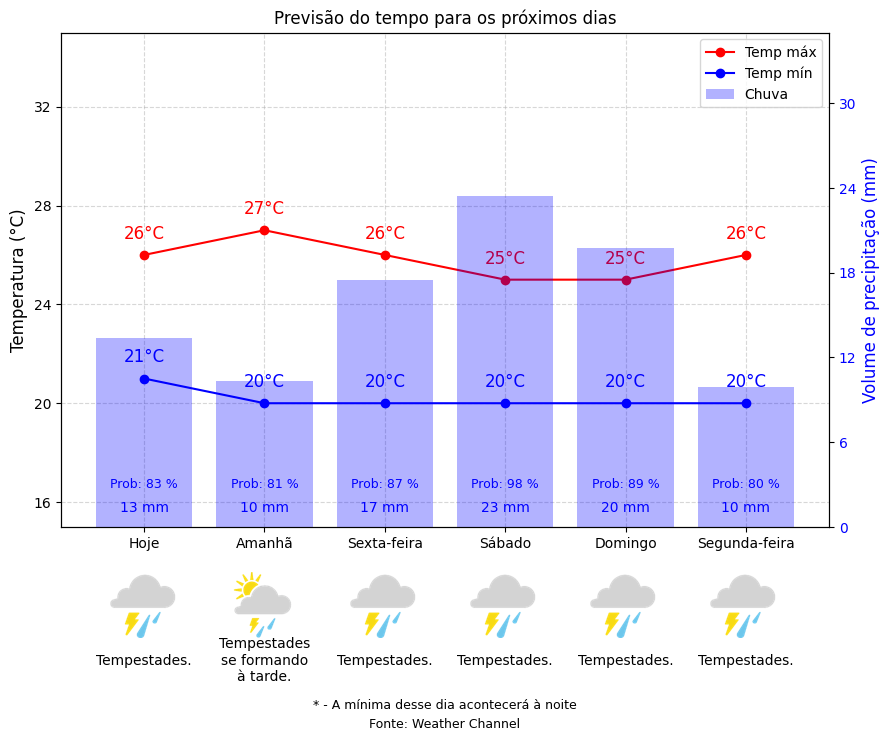 Previsão do tempo para os próximos dias
Temp máx
Temp mín
Chuva
Temperatura (°C)
Volume de precipitação (mm)
32
28
24
20
16
30
24
18
12
6
0
26°C
27°C
26°C
25°C
25°C
26°C
21°C
20°C
20°C
20°C
20°C
20°C
Prob: 83 %
Prob: 81 %
Prob: 87 %
Prob: 98 %
Prob: 89 %
Prob: 80 %
13 mm
10 mm
17 mm
23 mm
20 mm
10 mm
Hoje
Amanhã
Sexta-feira
Sábado
Domingo
Segunda-feira
Tempestades.
Tempestades
se formando
à tarde.
Tempestades.
Tempestades.
Tempestades.
Tempestades.
* - A mínima desse dia acontecerá à noite
Fonte: Weather Channel